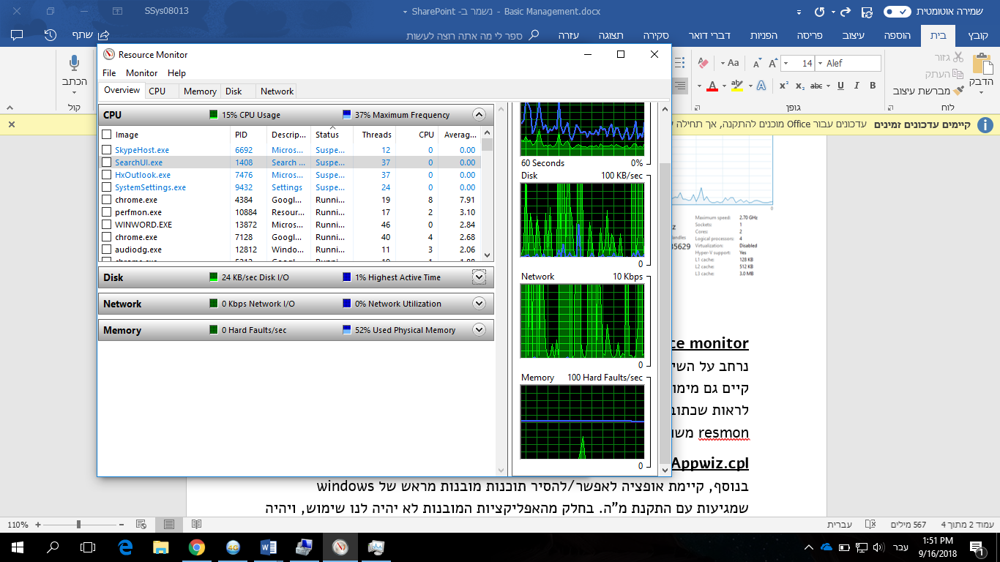 SSys08013
Basic Management.docx - נשמר ב- SharePoint
שמירה אוטומטית
קובץ בית הוספה עיצוב פריסה הפניות דברי דואר סקירה תצוגה עזרה ספר לי מה אתה רוצה לעשות
שתף
הכתב
קול
Aa
14
Alef
x² x₂ abc U I B
גופן
הדבק
גזור
העתק
מברשת עיצוב
לוח
קיימים עדכונים זמינים עדכונים עבור Office מוכנים להתקנה, אך תחילה
Resource Monitor
File Monitor Help
Overview CPU Memory Disk Network
CPU 15% CPU Usage 37% Maximum Frequency
Image PID Descrip... Status Threads CPU Averag...
SkypeHost.exe 6692 Micros... Suspe... 12 0 0.00
SearchUI.exe 1408 Search ... Suspe... 37 0 0.00
HxOutlook.exe 7476 Micros... Suspe... 37 0 0.00
SystemSettings.exe 9432 Settings Suspe... 24 0 0.00
chrome.exe 4384 Googl... Runni... 19 8 7.91
perfmon.exe 10884 Resour... Runni... 17 2 3.10
WINWORD.EXE 13872 Micros... Runni... 46 0 2.84
chrome.exe 7128 Googl... Runni... 40 4 2.68
audiodg.exe 12812 Windo... Runni... 11 3 2.06
Disk 24 KB/sec Disk I/O 1% Highest Active Time
Network 0 Kbps Network I/O 0% Network Utilization
Memory 0 Hard Faults/sec 52% Used Physical Memory
60 Seconds 0%
Disk 100 KB/sec
0
Network 10 Kbps
0
Memory 100 Hard Faults/sec
0
0
Maximum speed: 2.70 GHz
Sockets: 1
Cores: 2
Logical processors: 4
Virtualization: Disabled
Hyper-V support: Yes
L1 cache: 128 KB
L2 cache: 512 KB
L3 cache: 3.0 MB
ce monitor
נרחב על השי
קיים גם מימו
לראות שכתוב
resmon משו
Appwiz.cpl
בנוסף, קיימת אופציה לאפשר/להסיר תוכנות מובנות מראש של windows
שמגיעות עם התקנת מ"ה. בחלק מהאפליקציות המובנות לא יהיה לנו שימוש, ויהיה
עמוד 2 מתוך 4 567 מילים עברית
110%
עבר
1:51 PM
9/16/2018
1